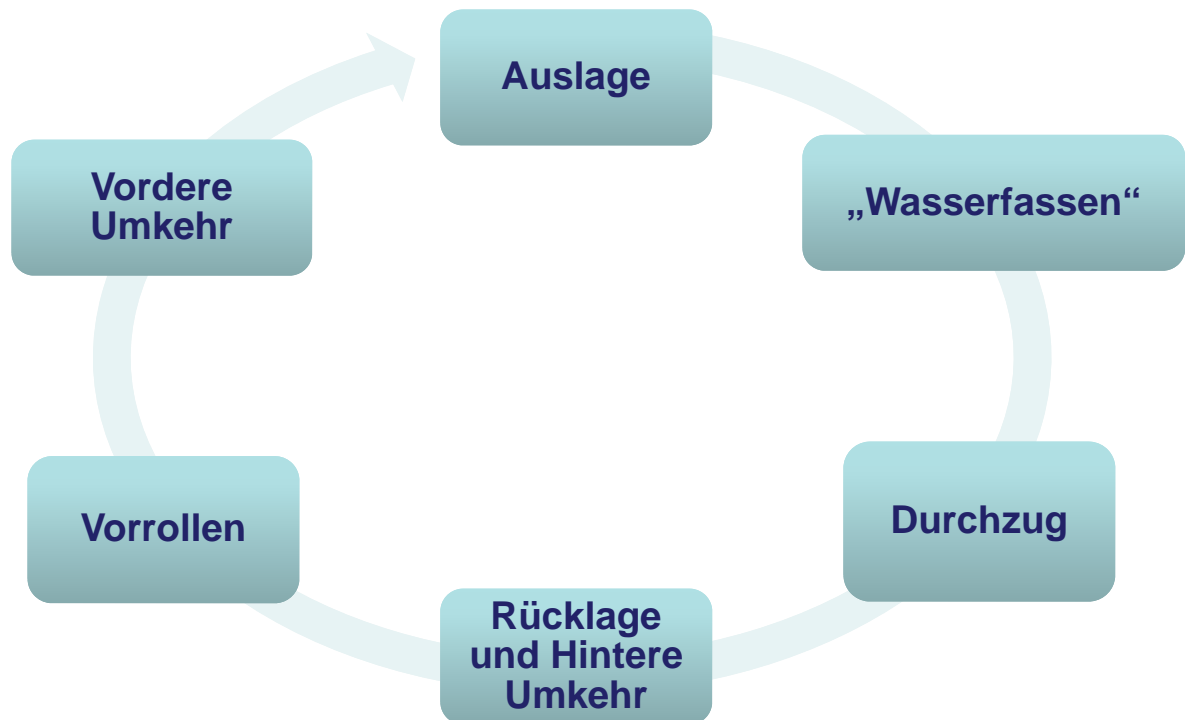 Auslage
„Wasserfassen“
Durchzug
Rücklage
und Hintere
Umkehr
Vorrollen
Vordere
Umkehr